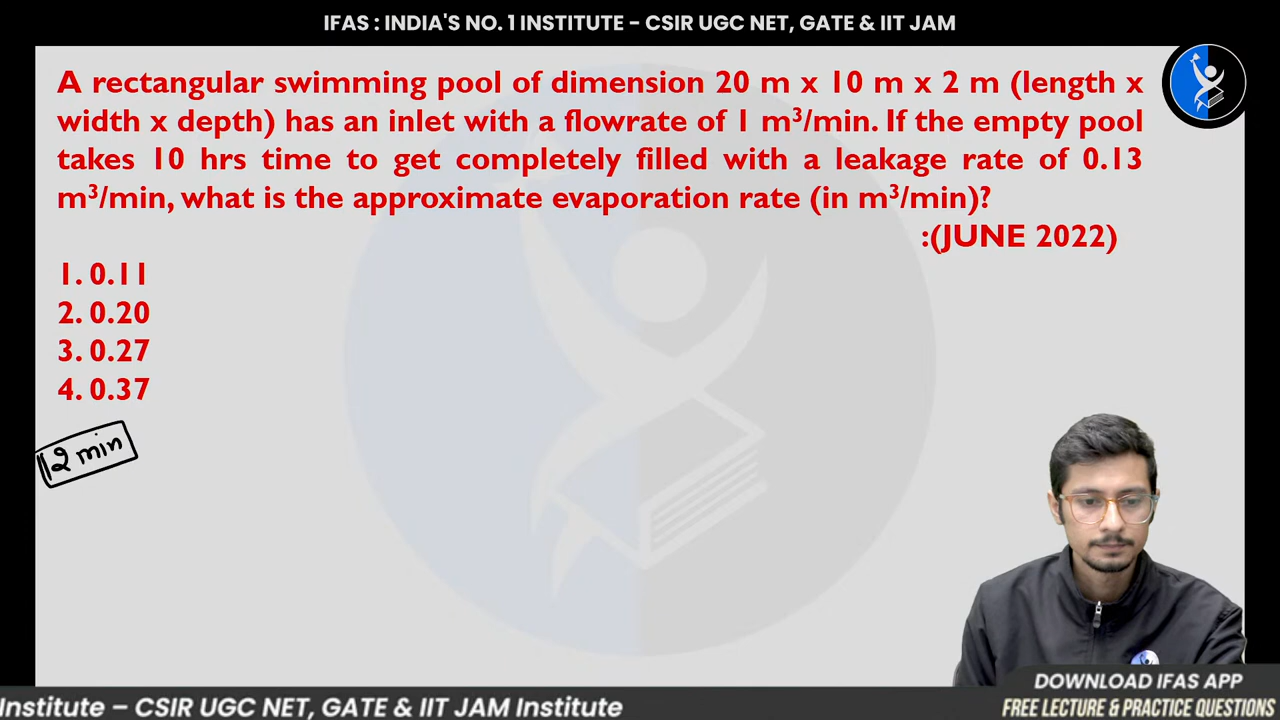 IFAS : INDIA'S NO. 1 INSTITUTE – CSIR UGC NET, GATE & IIT JAM
A rectangular swimming pool of dimension 20 m x 10 m x 2 m (length x
width x depth) has an inlet with a flowrate of 1 m³/min. If the empty pool
takes 10 hrs time to get completely filled with a leakage rate of 0.13
m³/min, what is the approximate evaporation rate (in m³/min)?
:(JUNE 2022)
1. 0.11
2. 0.20
3. 0.27
4. 0.37
2 min
DOWNLOAD IFAS APP
Institute – CSIR UGC NET, GATE & IIT JAM Institute
FREE LECTURE & PRACTICE QUESTIONS